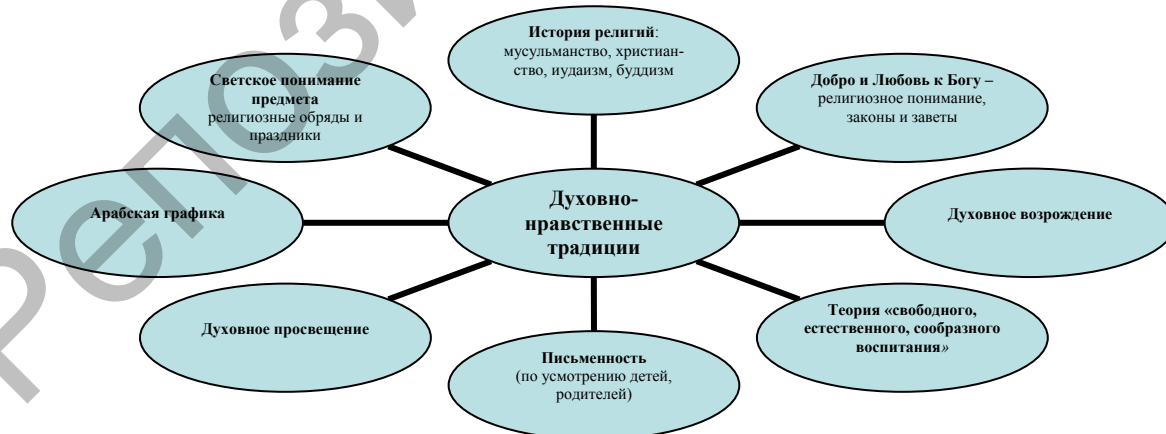 История религий:
мусульманство, христиан-
ство, иудаизм, буддизм
Светское понимание
предмета
религиозные обряды и
праздники
Добро и Любовь к Богу –
религиозное понимание,
законы и заветы
Арабская графика
Духовно-
нравственные
традиции
Духовное возрождение
Духовное просвещение
Теория «свободного,
естественного, сообразного
воспитания»
Письменность
(по усмотрению детей,
родителей)
Репози